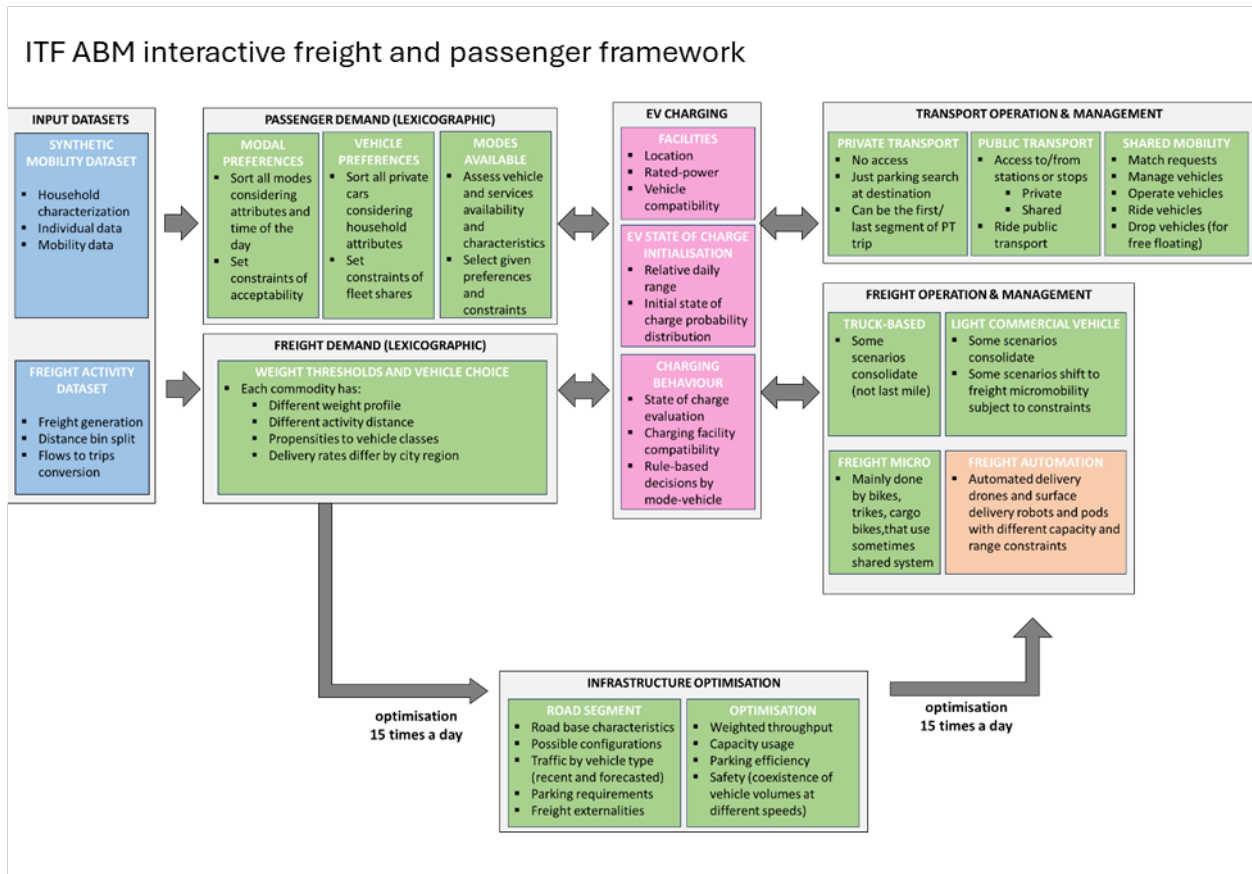 ITF ABM interactive freight and passenger framework
INPUT DATASETS
SYNTHETIC
MOBILITY DATASET
▪ Household
characterization
▪ Individual data
▪ Mobility data
FREIGHT ACTIVITY
DATASET
▪ Freight generation
▪ Distance bin split
▪ Flows to trips
conversion
PASSENGER DEMAND (LEXICOGRAPHIC)
MODAL
PREFERENCES
▪ Sort all modes
considering
attributes and
time of the
day
▪ Set
constraints of
acceptability
VEHICLE
PREFERENCES
▪ Sort all private
cars
considering
household
attributes
▪ Set
constraints of
fleet shares
MODES
AVAILABLE
▪ Assess vehicle
and services
availability
and
characteristics
▪ Select given
preferences
and
constraints
FREIGHT DEMAND (LEXICOGRAPHIC)
WEIGHT THRESHOLDS AND VEHICLE CHOICE
▪ Each commodity has:
▪ Different weight profile
▪ Different activity distance
▪ Propensities to vehicle classes
▪ Delivery rates differ by city region
EV CHARGING
FACILITIES
▪ Location
▪ Rated-power
▪ Vehicle
compatibility
EV STATE OF CHARGE
INITIALISATION
▪ Relative daily
range
▪ Initial state of
charge probability
distribution
CHARGING
BEHAVIOUR
▪ State of charge
evaluation
▪ Charging facility
compatibility
▪ Rule-based
decisions by
mode-vehicle
TRANSPORT OPERATION & MANAGEMENT
PRIVATE TRANSPORT
▪ No access
▪ Just parking search
at destination
▪ Can be the first/
last segment of PT
trip
PUBLIC TRANSPORT
▪ Access to/from
stations or stops
▪ Private
▪ Shared
▪ Ride public
transport
SHARED MOBILITY
▪ Match requests
▪ Manage vehicles
▪ Operate vehicles
▪ Ride vehicles
▪ Drop vehicles (for
free floating)
FREIGHT OPERATION & MANAGEMENT
TRUCK-BASED
▪ Some
scenarios
consolidate
(not last mile)
LIGHT COMMERCIAL VEHICLE
▪ Some scenarios
consolidate
▪ Some scenarios shift to
freight micromobility
subject to constraints
FREIGHT MICRO
▪ Mainly done
by bikes,
trikes, cargo
bikes,that use
sometimes
shared system
FREIGHT AUTOMATION
▪ Automated delivery
drones and surface
delivery robots and pods
with different capacity and
range constraints
optimisation
15 times a day
INFRASTRUCTURE OPTIMISATION
ROAD SEGMENT
▪ Road base characteristics
▪ Possible configurations
▪ Traffic by vehicle type
(recent and forecasted)
▪ Parking requirements
▪ Freight externalities
OPTIMISATION
▪ Weighted throughput
▪ Capacity usage
▪ Parking efficiency
▪ Safety (coexistence of
vehicle volumes at
different speeds)
optimisation
15 times a day